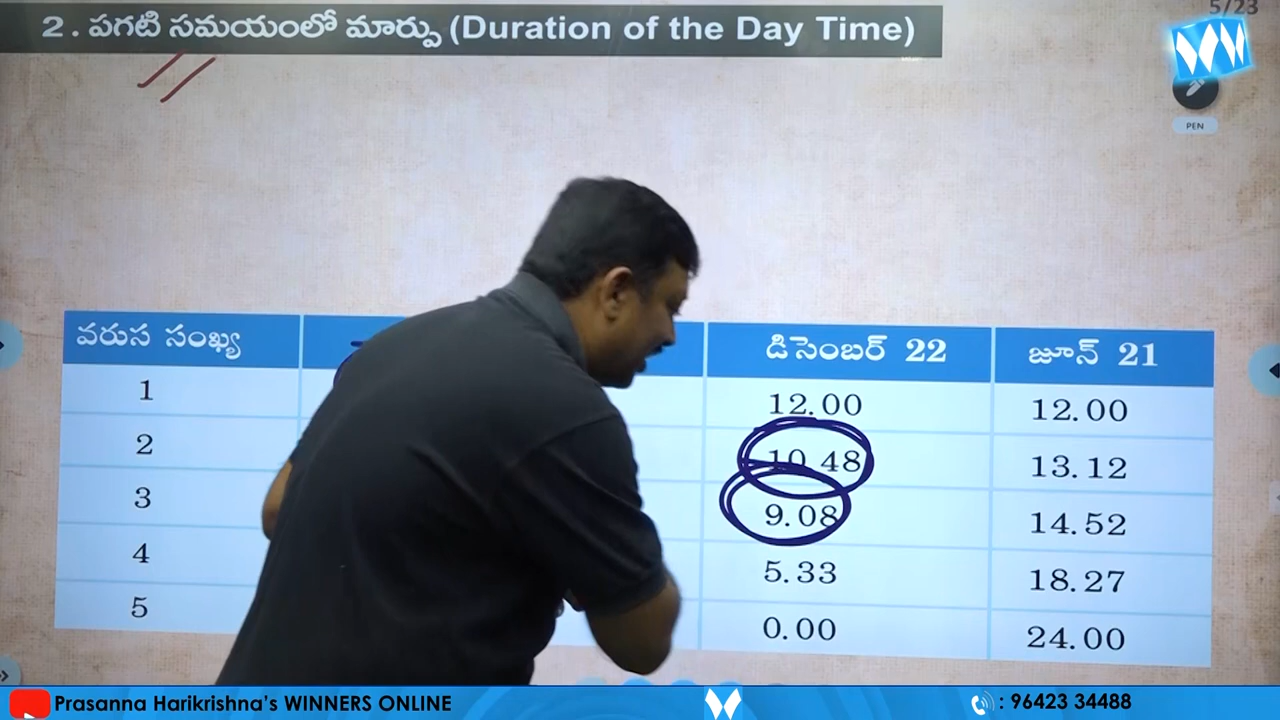 5/23
2. పగటి సమయంలో మార్పు (Duration of the Day Time)
W
PEN
వరుస సంఖ్య డిసెంబర్ 22 జూన్ 21
1 12.00 12.00
2 10.48 13.12
3 9.08 14.52
4 5.33 18.27
5 0.00 24.00
Prasanna Harikrishna's WINNERS ONLINE W : 96423 34488